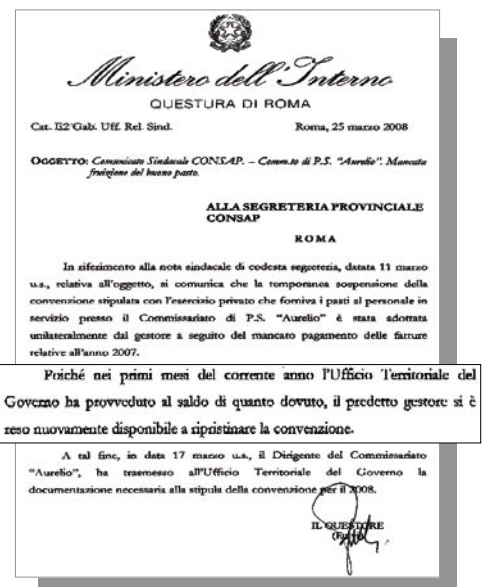 Ministero dell'Interno
QUESTURA DI ROMA
Cat. E2/Gab. Uff. Rel. Sind. Roma, 25 marzo 2008
OGGETTO: Comunicato Sindacale CONSAP. – Comm.to di P.S. "Aurelio". Mancata
fruizione del buono pasto.
ALLA SEGRETERIA PROVINCIALE
CONSAP
ROMA
In riferimento alla nota sindacale di codesta segreteria, datata 11 marzo
u.s., relativa all'oggetto, si comunica che la temporanea sospensione della
convenzione stipulata con l'esercizio privato che forniva i pasti al personale in
servizio presso il Commissariato di P.S. "Aurelio" è stata adottata
unilateralmente dal gestore a seguito del mancato pagamento delle fatture
relative all'anno 2007.
Poiché nei primi mesi del corrente anno l'Ufficio Territoriale del
Governo ha provveduto al saldo di quanto dovuto, il predetto gestore si è
reso nuovamente disponibile a ripristinare la convenzione.
A tal fine, in data 17 marzo u.s., il Dirigente del Commissariato
"Aurelio", ha trasmesso all'Ufficio Territoriale del Governo la
documentazione necessaria alla stipula della convenzione per il 2008.
IL QUESTORE